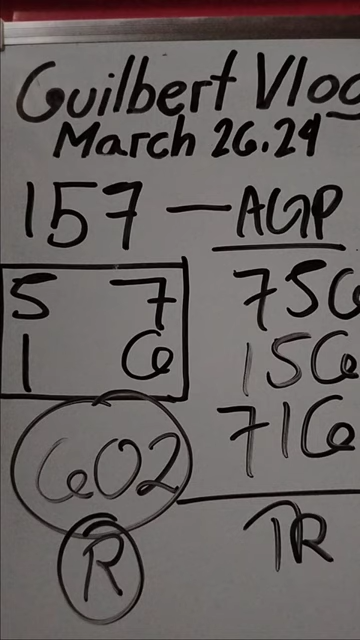 Guilbert Vlog
March 26.24
157 — AGP
5 7 756
1 6 156
716
602
TR
R